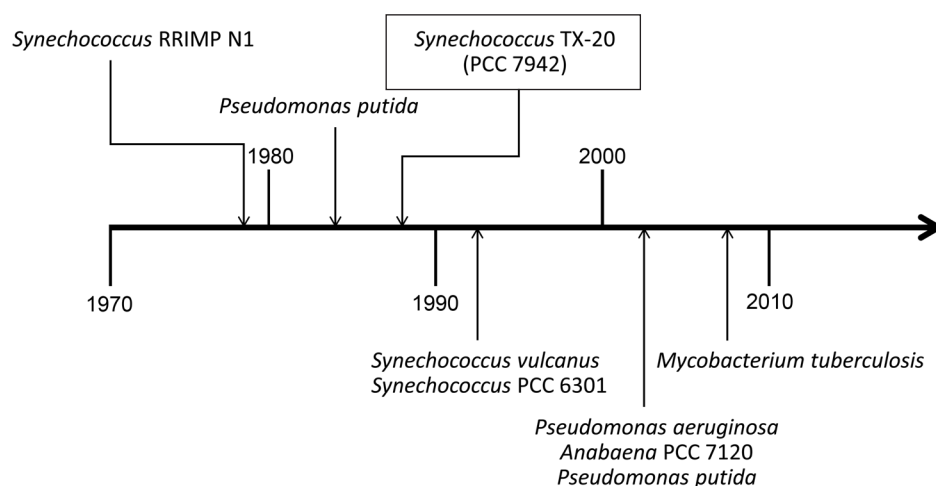 Synechococcus RRIMP N1
Synechococcus TX-20
(PCC 7942)
Pseudomonas putida
1980
2000
1970
1990
2010
Synechococcus vulcanus
Synechococcus PCC 6301
Mycobacterium tuberculosis
Pseudomonas aeruginosa
Anabaena PCC 7120
Pseudomonas putida